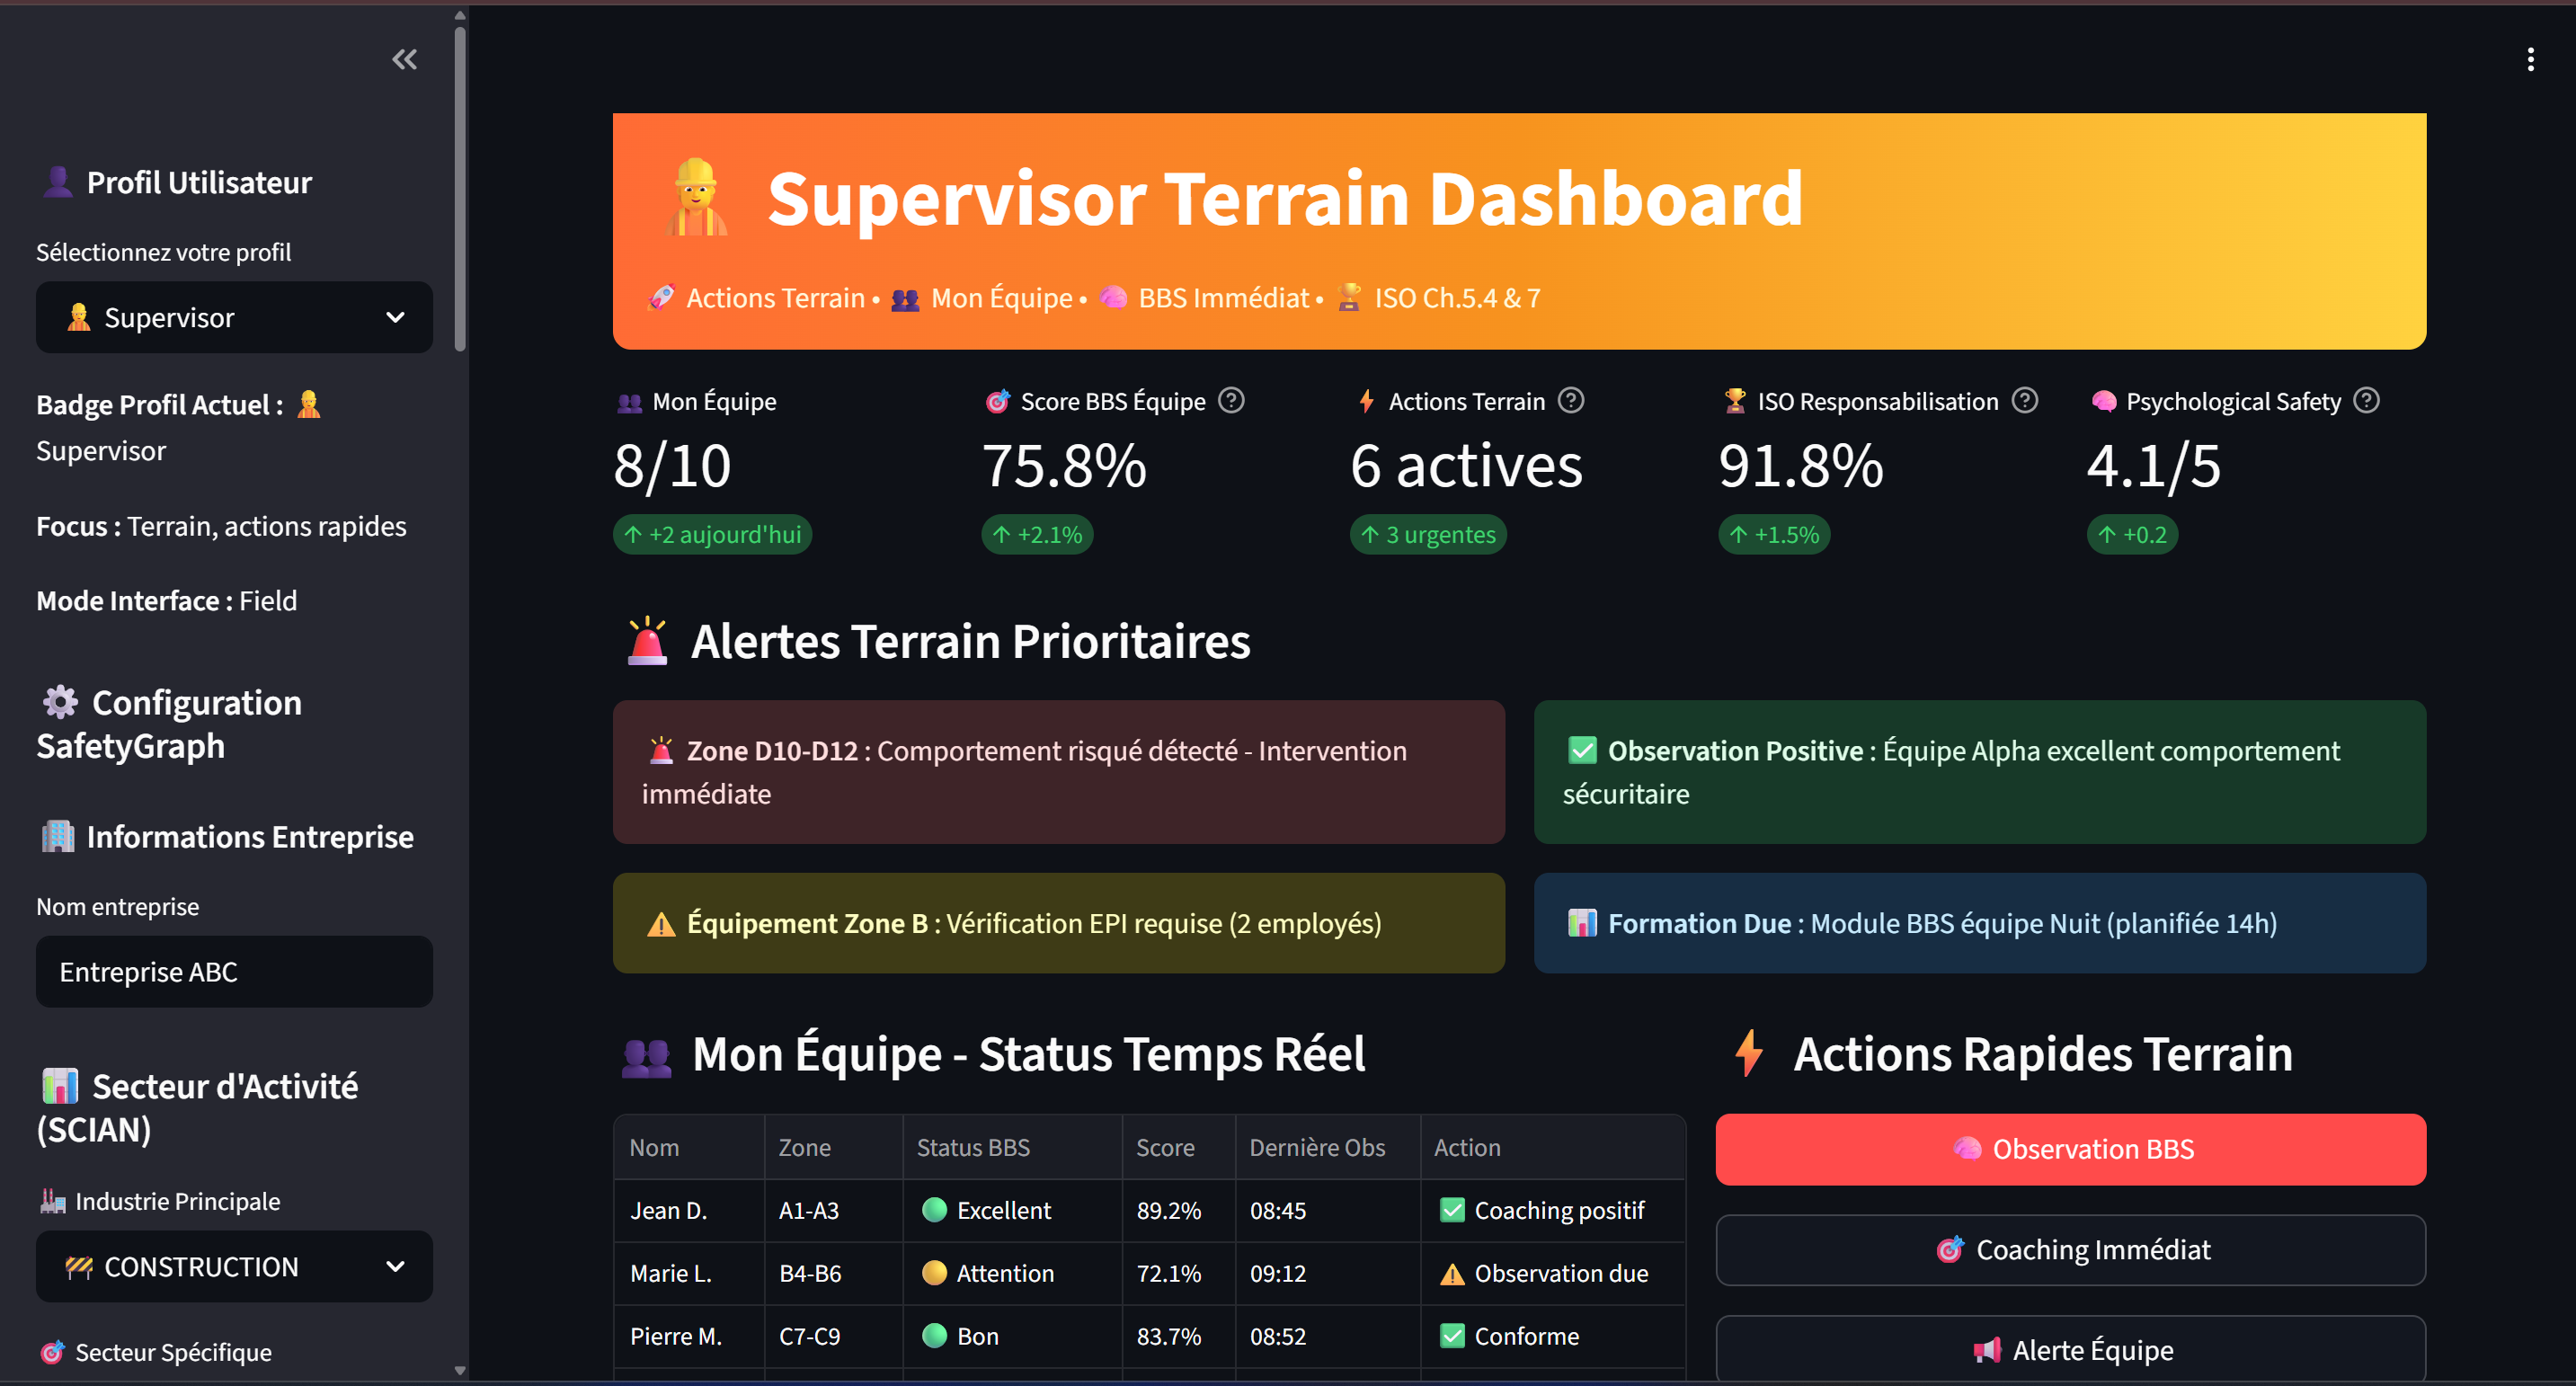 Profil Utilisateur
Sélectionnez votre profil
Supervisor
Badge Profil Actuel :
Supervisor
Focus : Terrain, actions rapides
Mode Interface : Field
Configuration
SafetyGraph
Informations Entreprise
Nom entreprise
Entreprise ABC
Secteur d'Activité
(SCIAN)
Industrie Principale
CONSTRUCTION
Secteur Spécifique
Supervisor Terrain Dashboard
Actions Terrain • Mon Équipe • BBS Immédiat • ISO Ch.5.4 & 7
Mon Équipe
8/10
↑ +2 aujourd'hui
Score BBS Équipe
75.8%
↑ +2.1%
Actions Terrain
6 actives
↑ 3 urgentes
ISO Responsabilisation
91.8%
↑ +1.5%
Psychological Safety
4.1/5
↑ +0.2
Alertes Terrain Prioritaires
Zone D10-D12 : Comportement risqué détecté - Intervention
immédiate
Observation Positive : Équipe Alpha excellent comportement
sécuritaire
Équipement Zone B : Vérification EPI requise (2 employés)
Formation Due : Module BBS équipe Nuit (planifiée 14h)
Mon Équipe - Status Temps Réel
Nom Zone Status BBS Score Dernière Obs Action
Jean D. A1-A3 Excellent 89.2% 08:45 Coaching positif
Marie L. B4-B6 Attention 72.1% 09:12 Observation due
Pierre M. C7-C9 Bon 83.7% 08:52 Conforme
Actions Rapides Terrain
Observation BBS
Coaching Immédiat
Alerte Équipe